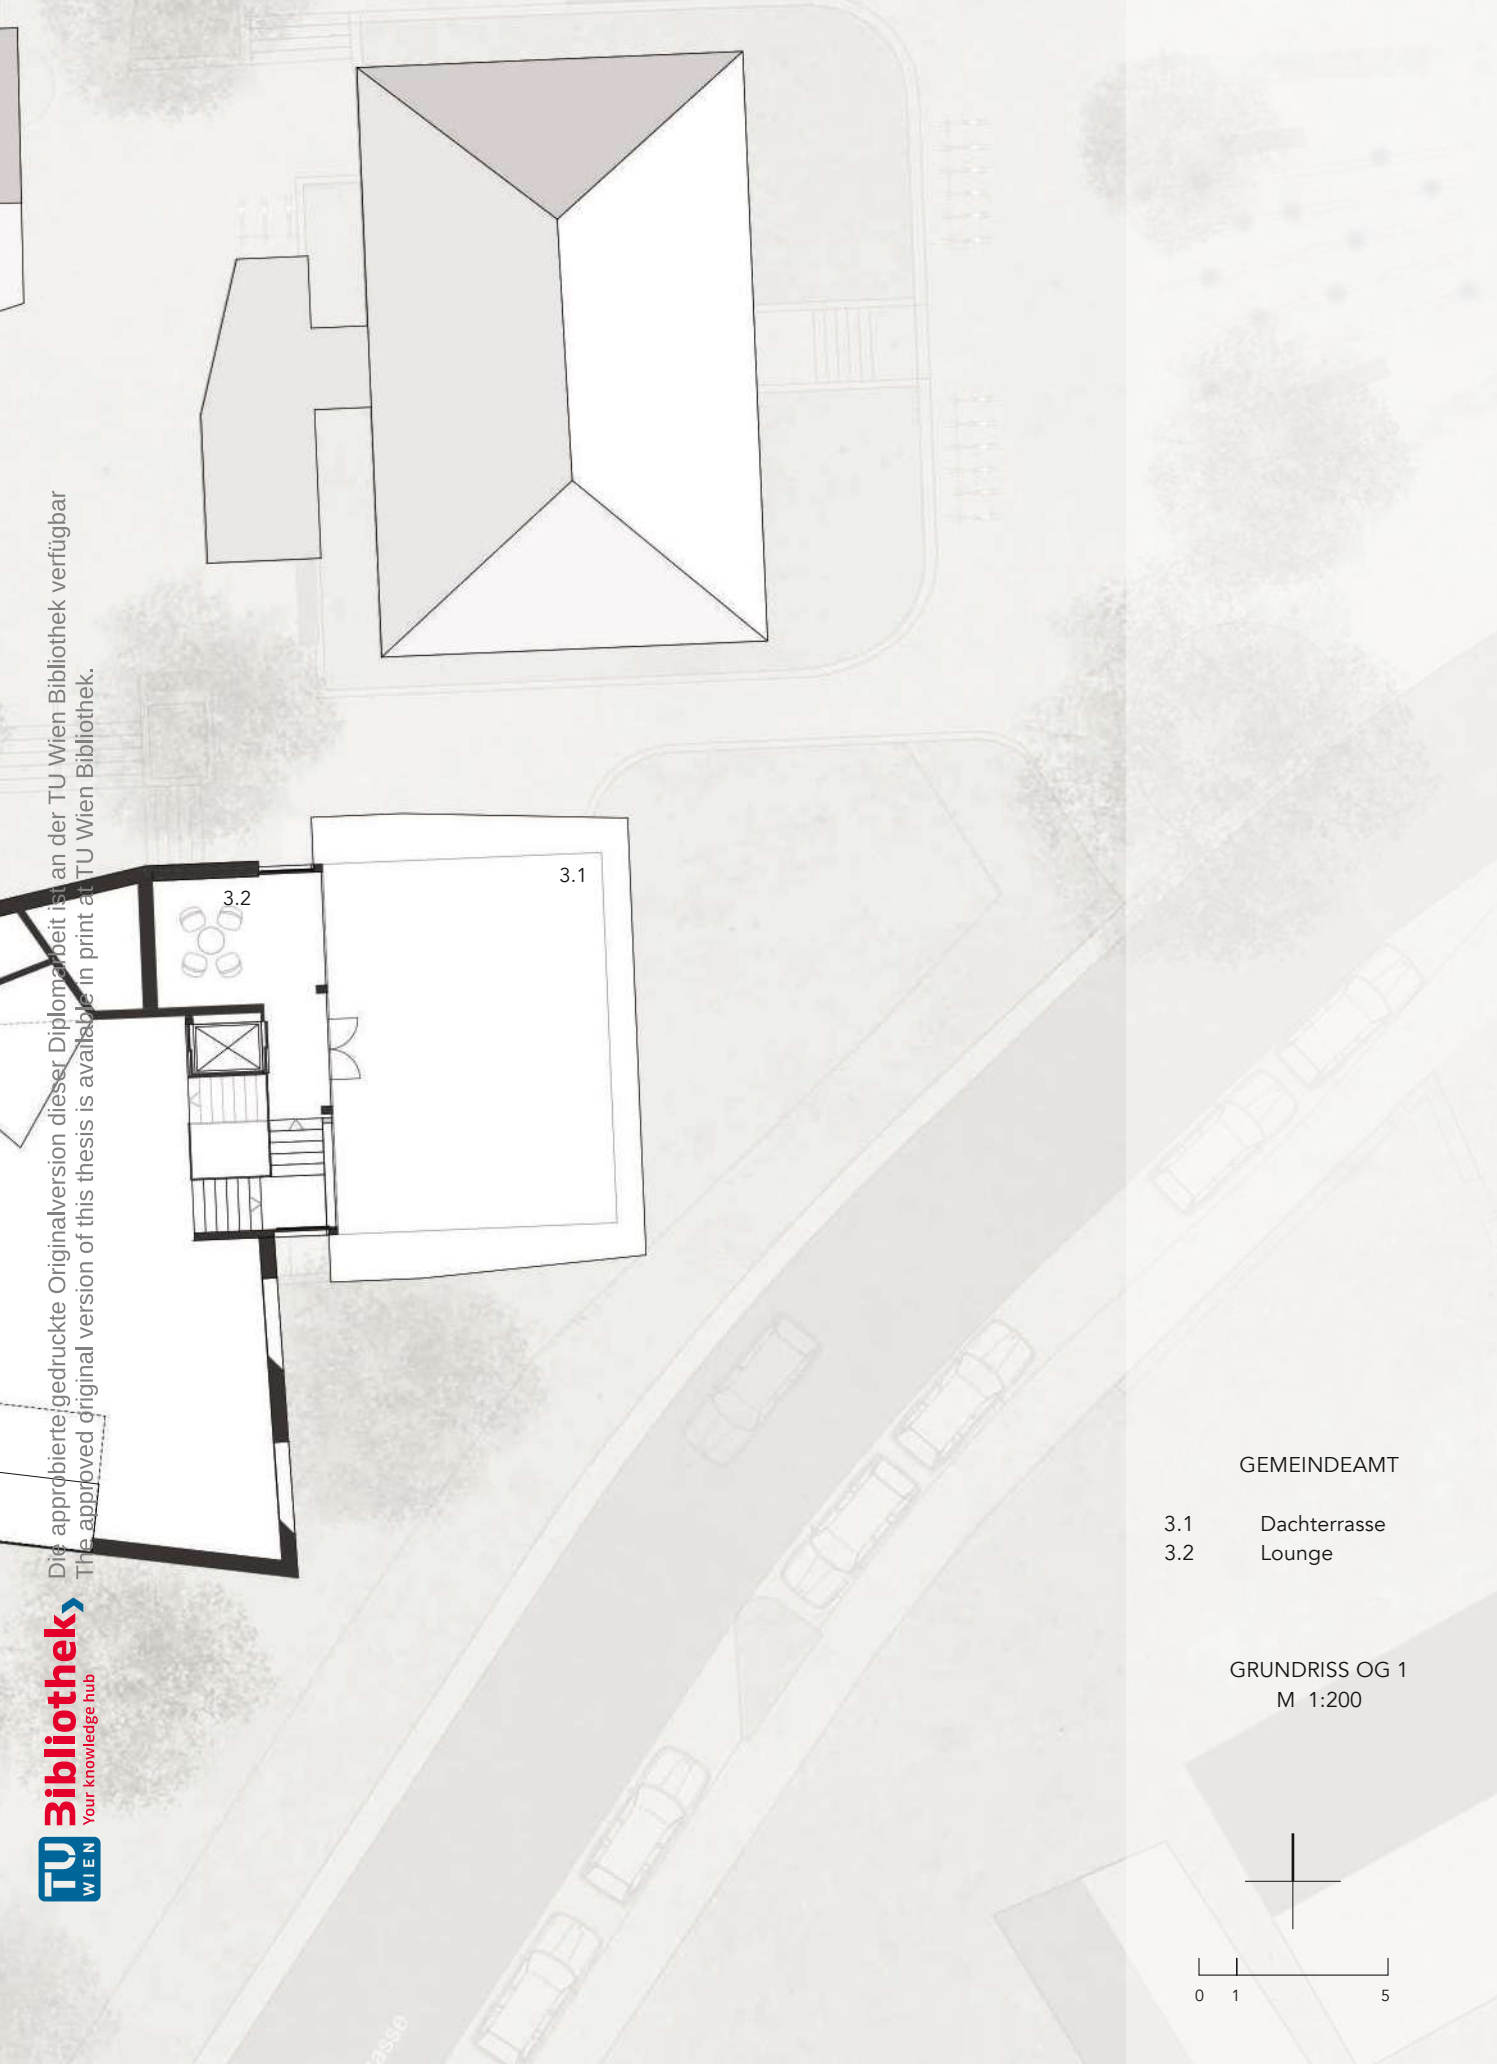 3.1
3.2
GEMEINDEAMT
3.1 Dachterrasse
3.2 Lounge
GRUNDRISS OG 1
M 1:200
0 1 5
Die approbierte gedruckte Originalversion dieser Diplomarbeit ist an der TU Wien Bibliothek verfügbar
The approved original version of this thesis is available in print at TU Wien Bibliothek.
TU
WIEN
Bibliothek
Your knowledge hub
asse